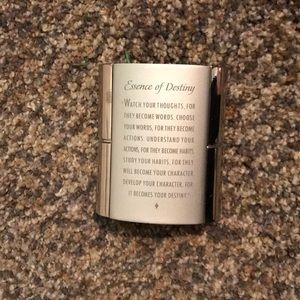 Essence of Destiny
"WATCH YOUR THOUGHTS, FOR
THEY BECOME WORDS. CHOOSE
YOUR WORDS, FOR THEY BECOME
ACTIONS. UNDERSTAND YOUR
ACTIONS, FOR THEY BECOME HABITS.
STUDY YOUR HABITS, FOR THEY
WILL BECOME YOUR CHARACTER.
DEVELOP YOUR CHARACTER, FOR
IT BECOMES YOUR DESTINY."